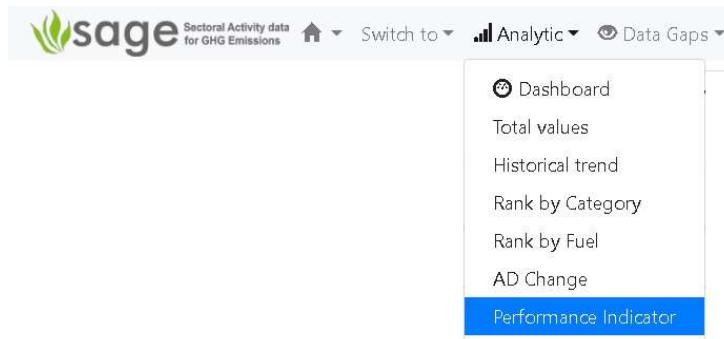 sage Sectoral Activity data
for GHG Emissions
Switch to Analytic Data Gaps
Dashboard
Total values
Historical trend
Rank by Category
Rank by Fuel
AD Change
Performance Indicator